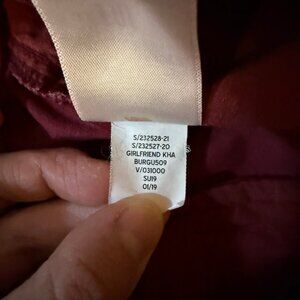 S/232528-21
S/232527-20
GIRLFRIEND KHA
BURGU509
V/031000
SU19
01/19